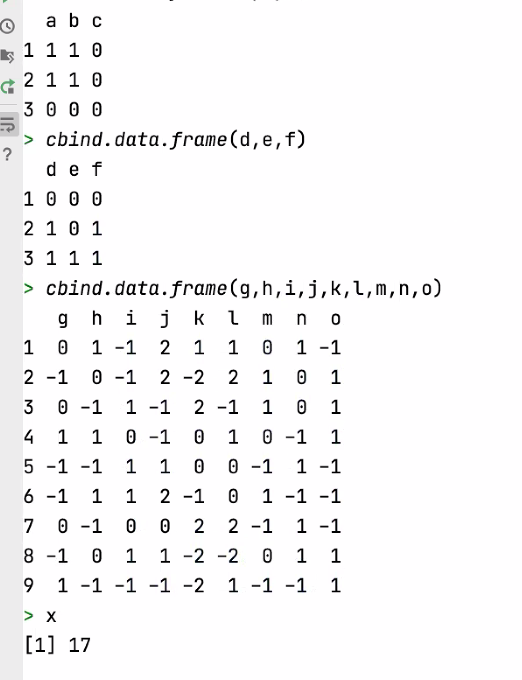 a b c
1 1 1 0
2 1 1 0
3 0 0 0
> cbind.data.frame(d,e,f)
d e f
1 0 0 0
2 1 0 1
3 1 1 1
> cbind.data.frame(g,h,i,j,k,l,m,n,o)
g h i j k l m n o
1 0 1 -1 2 1 1 0 1 -1
2 -1 0 -1 2 -2 2 1 0 1
3 0 -1 1 -1 2 -1 1 0 1
4 1 1 0 -1 0 1 0 -1 1
5 -1 -1 1 1 0 0 -1 1 -1
6 -1 1 1 2 -1 0 1 -1 -1
7 0 -1 0 0 2 2 -1 1 -1
8 -1 0 1 1 -2 -2 0 1 1
9 1 -1 -1 -1 -2 1 -1 -1 1
> x
[1] 17